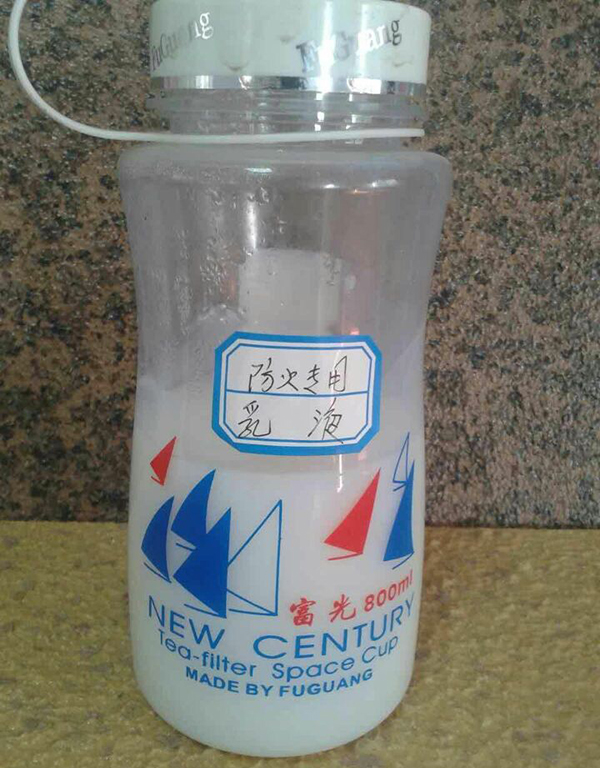 FuGuang FuGuang
防火专用
乳 液
富光 800ml
NEW CENTURY
Tea-filter Space Cup
MADE BY FUGUANG